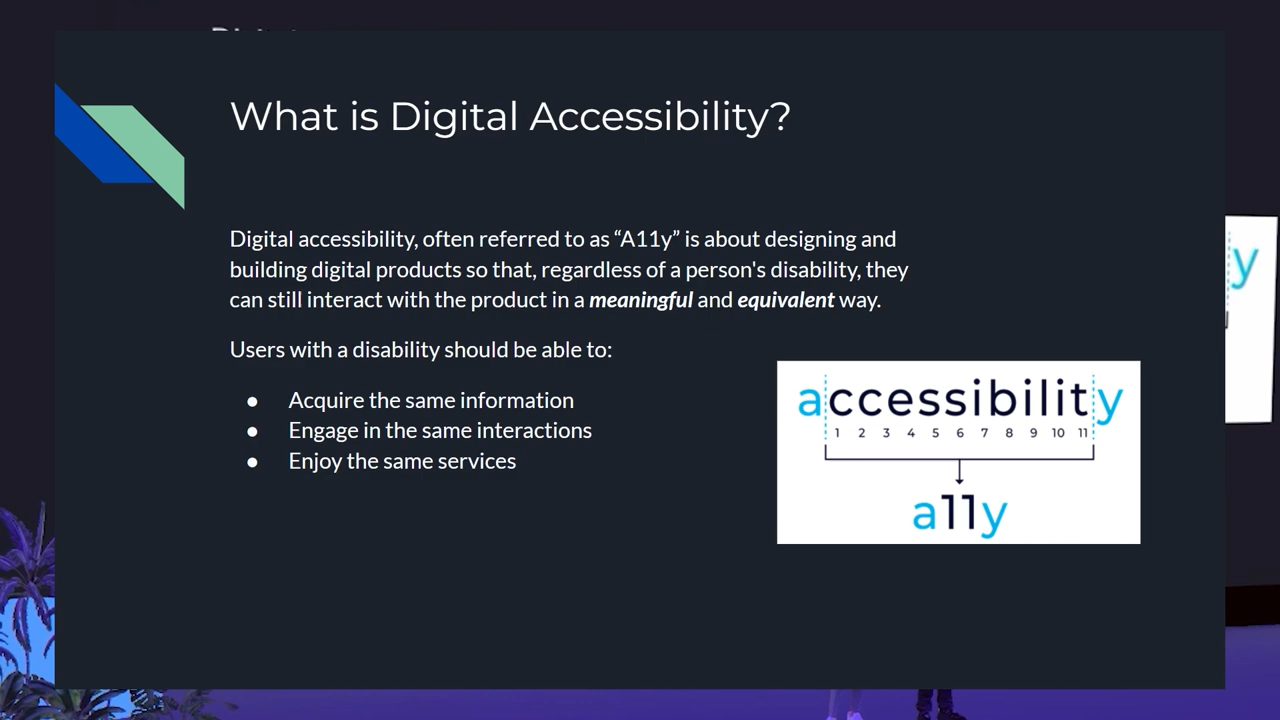 What is Digital Accessibility?
Digital accessibility, often referred to as “A11y” is about designing and
building digital products so that, regardless of a person's disability, they
can still interact with the product in a meaningful and equivalent way.
Users with a disability should be able to:
● Acquire the same information
● Engage in the same interactions
● Enjoy the same services
accessibility
1 2 3 4 5 6 7 8 9 10 11
a11y
y